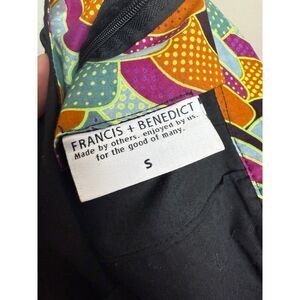 FRANCIS + BENEDICT
Made by others. enjoyed by us.
for the good of many.
S